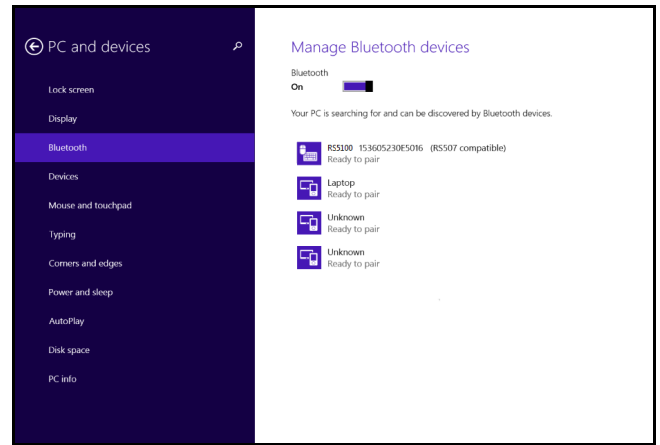 PC and devices
Lock screen
Display
Bluetooth
Devices
Mouse and touchpad
Typing
Corners and edges
Power and sleep
AutoPlay
Disk space
PC info
Manage Bluetooth devices
Bluetooth
On
Your PC is searching for and can be discovered by Bluetooth devices.
RS5100 153605230E5016 (RS507 compatible)
Ready to pair
Laptop
Ready to pair
Unknown
Ready to pair
Unknown
Ready to pair